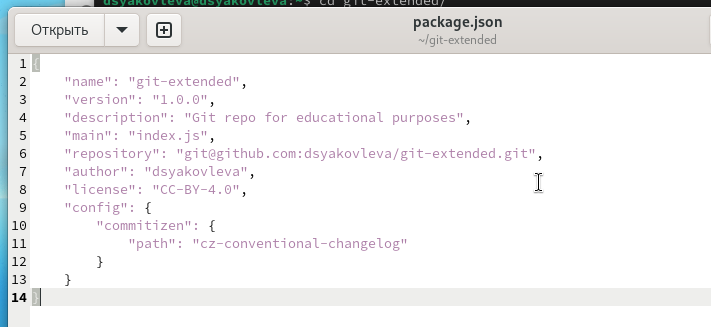 dsyakovleva@dsyakovleva:~$ cd git-extended/
Открыть
package.json
~/git-extended
1 {
2     "name": "git-extended",
3     "version": "1.0.0",
4     "description": "Git repo for educational purposes",
5     "main": "index.js",
6     "repository": "git@github.com:dsyakovleva/git-extended.git",
7     "author": "dsyakovleva",
8     "license": "CC-BY-4.0",
9     "config": {
10         "commitizen": {
11             "path": "cz-conventional-changelog"
12         }
13     }
14 }